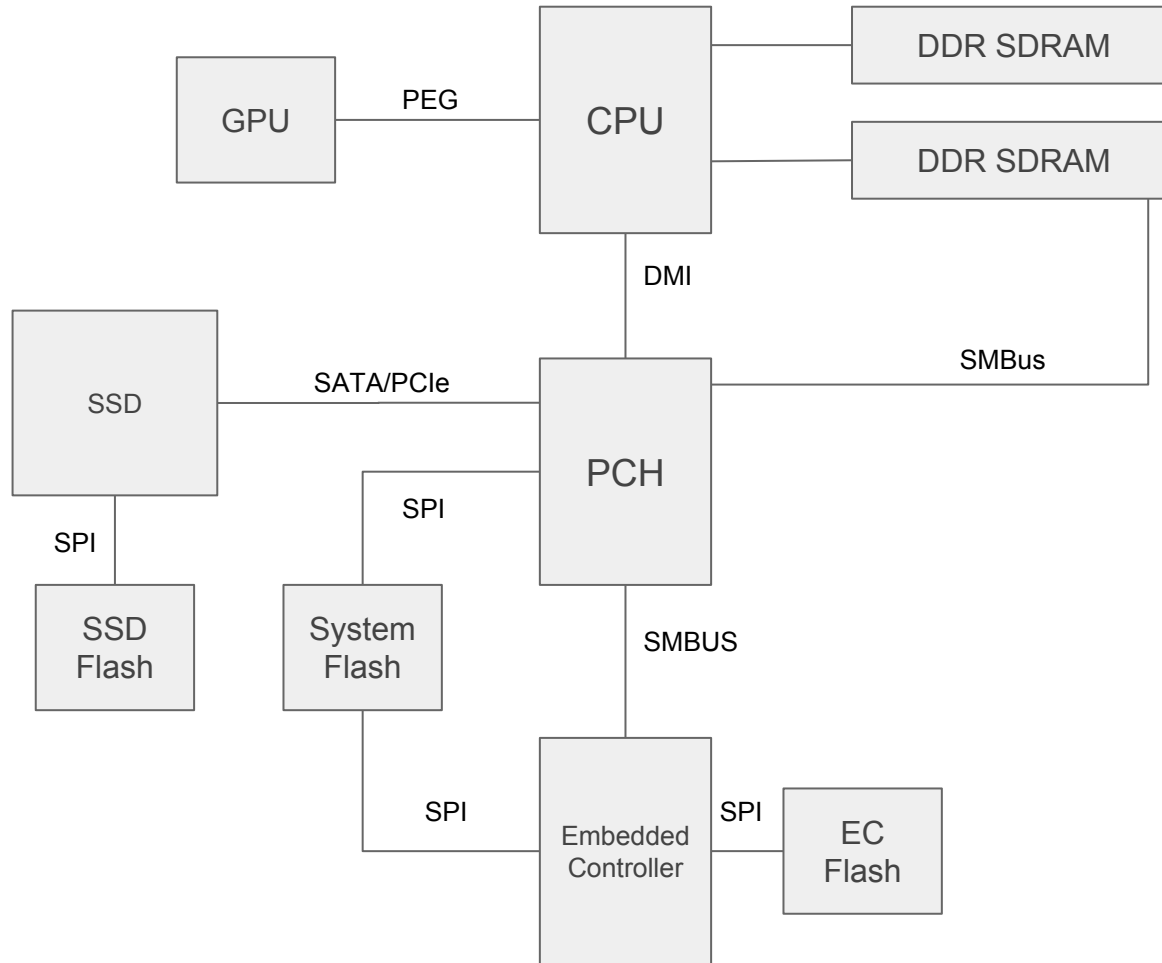 DDR SDRAM
GPU
PEG
CPU
DDR SDRAM
DMI
SMBus
SSD
SATA/PCIe
PCH
SPI
SPI
SSD
Flash
System
Flash
SMBUS
SPI
Embedded
Controller
SPI
EC
Flash